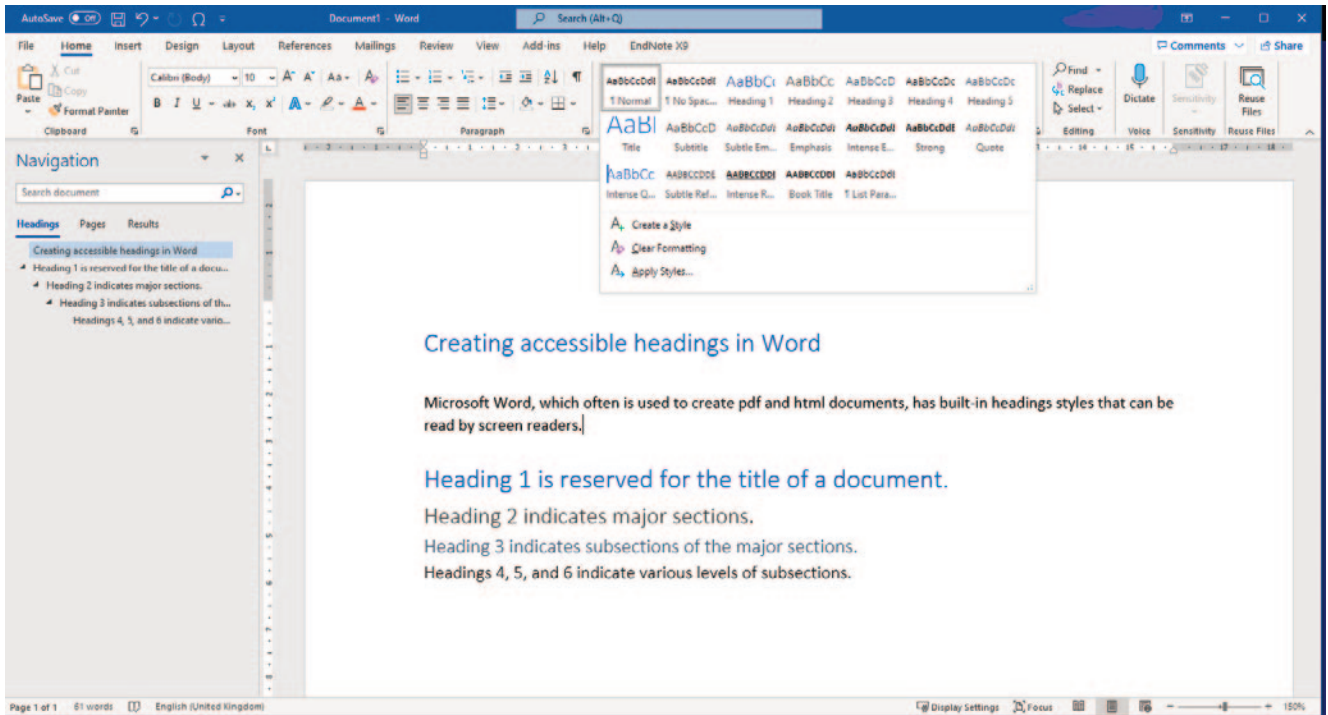 AutoSave Off Document1 - Word Search (Alt+Q)
File Home Insert Design Layout References Mailings Review View Add-ins Help EndNote X9 Comments Share
Paste
Cut
Copy
Format Painter
Clipboard
Calibri (Body) 10
Font
Paragraph
AaBbCcDdI AaBbCcDdI AaBbCc AaBbCc AaBbCcD AaBbCcDc AaBbCcDc
¶ Normal ¶ No Spac... Heading 1 Heading 2 Heading 3 Heading 4 Heading 5
AaBl AaBbCcD AaBbCcDdI AaBbCcDdI AaBbCcDdI AaBbCcDdI AaBbCcDdI
Title Subtitle Subtle Em... Emphasis Intense E... Strong Quote
AaBbCc AABBCCDDE AABBCCDDI AABBCCDDI AaBbCcDdI
Intense Q... Subtle Ref... Intense R... Book Title ¶ List Para...
Create a Style
Clear Formatting
Apply Styles...
Find
Replace
Select
Editing
Dictate
Voice
Sensitivity
Sensitivity
Reuse Files
Reuse Files
Navigation
Search document
Headings Pages Results
Creating accessible headings in Word
Heading 1 is reserved for the title of a docu...
Heading 2 indicates major sections.
Heading 3 indicates subsections of th...
Headings 4, 5, and 6 indicate vario...
Creating accessible headings in Word
Microsoft Word, which often is used to create pdf and html documents, has built-in headings styles that can be
read by screen readers.
Heading 1 is reserved for the title of a document.
Heading 2 indicates major sections.
Heading 3 indicates subsections of the major sections.
Headings 4, 5, and 6 indicate various levels of subsections.
Page 1 of 1 61 words English (United Kingdom) Display Settings Focus 150%